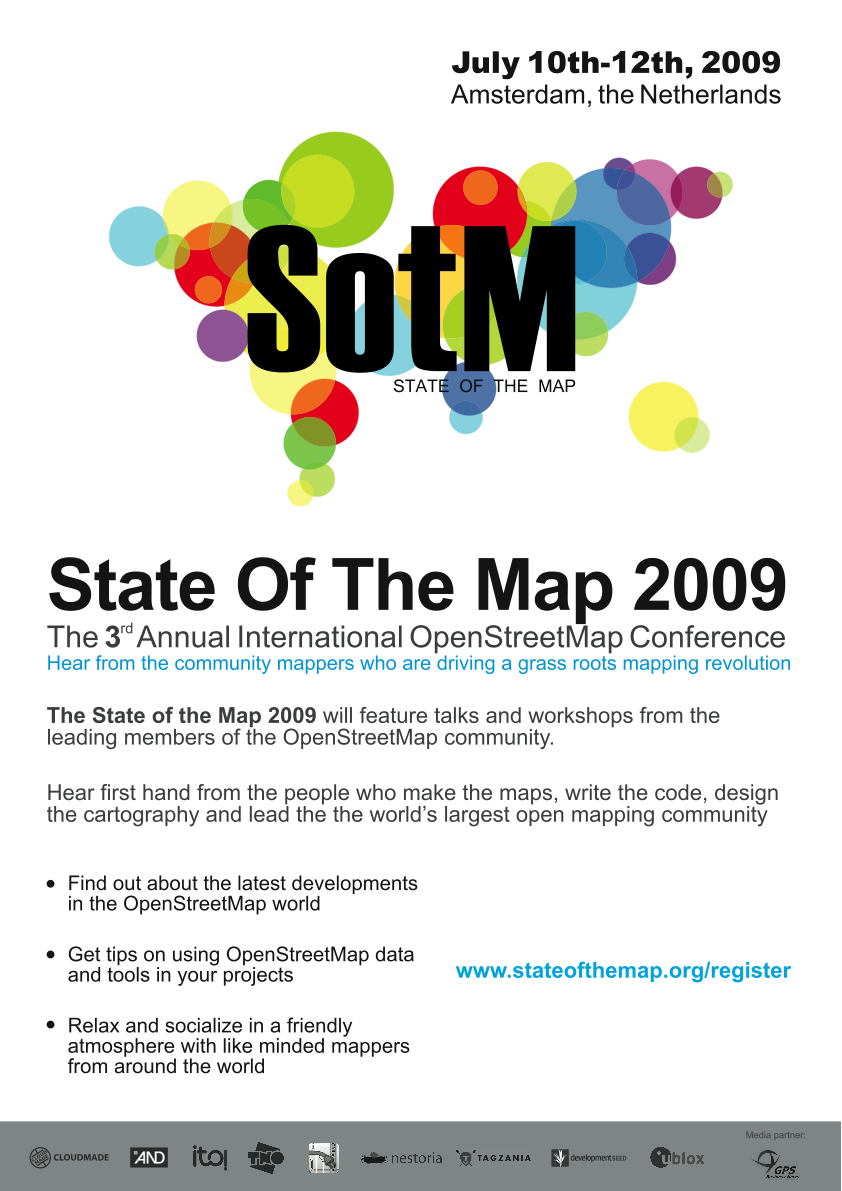 July 10th-12th, 2009
Amsterdam, the Netherlands
SotM
STATE OF THE MAP
State Of The Map 2009
The 3rd Annual International OpenStreetMap Conference
Hear from the community mappers who are driving a grass roots mapping revolution
The State of the Map 2009 will feature talks and workshops from the
leading members of the OpenStreetMap community.
Hear first hand from the people who make the maps, write the code, design
the cartography and lead the the world's largest open mapping community
• Find out about the latest developments
in the OpenStreetMap world
• Get tips on using OpenStreetMap data
and tools in your projects
www.stateofthemap.org/register
• Relax and socialize in a friendly
atmosphere with like minded mappers
from around the world
Media partner:
CLOUDMADE AND ito! TNO nestoria TAGZANIA developmentSEED ublox GPS
Business News